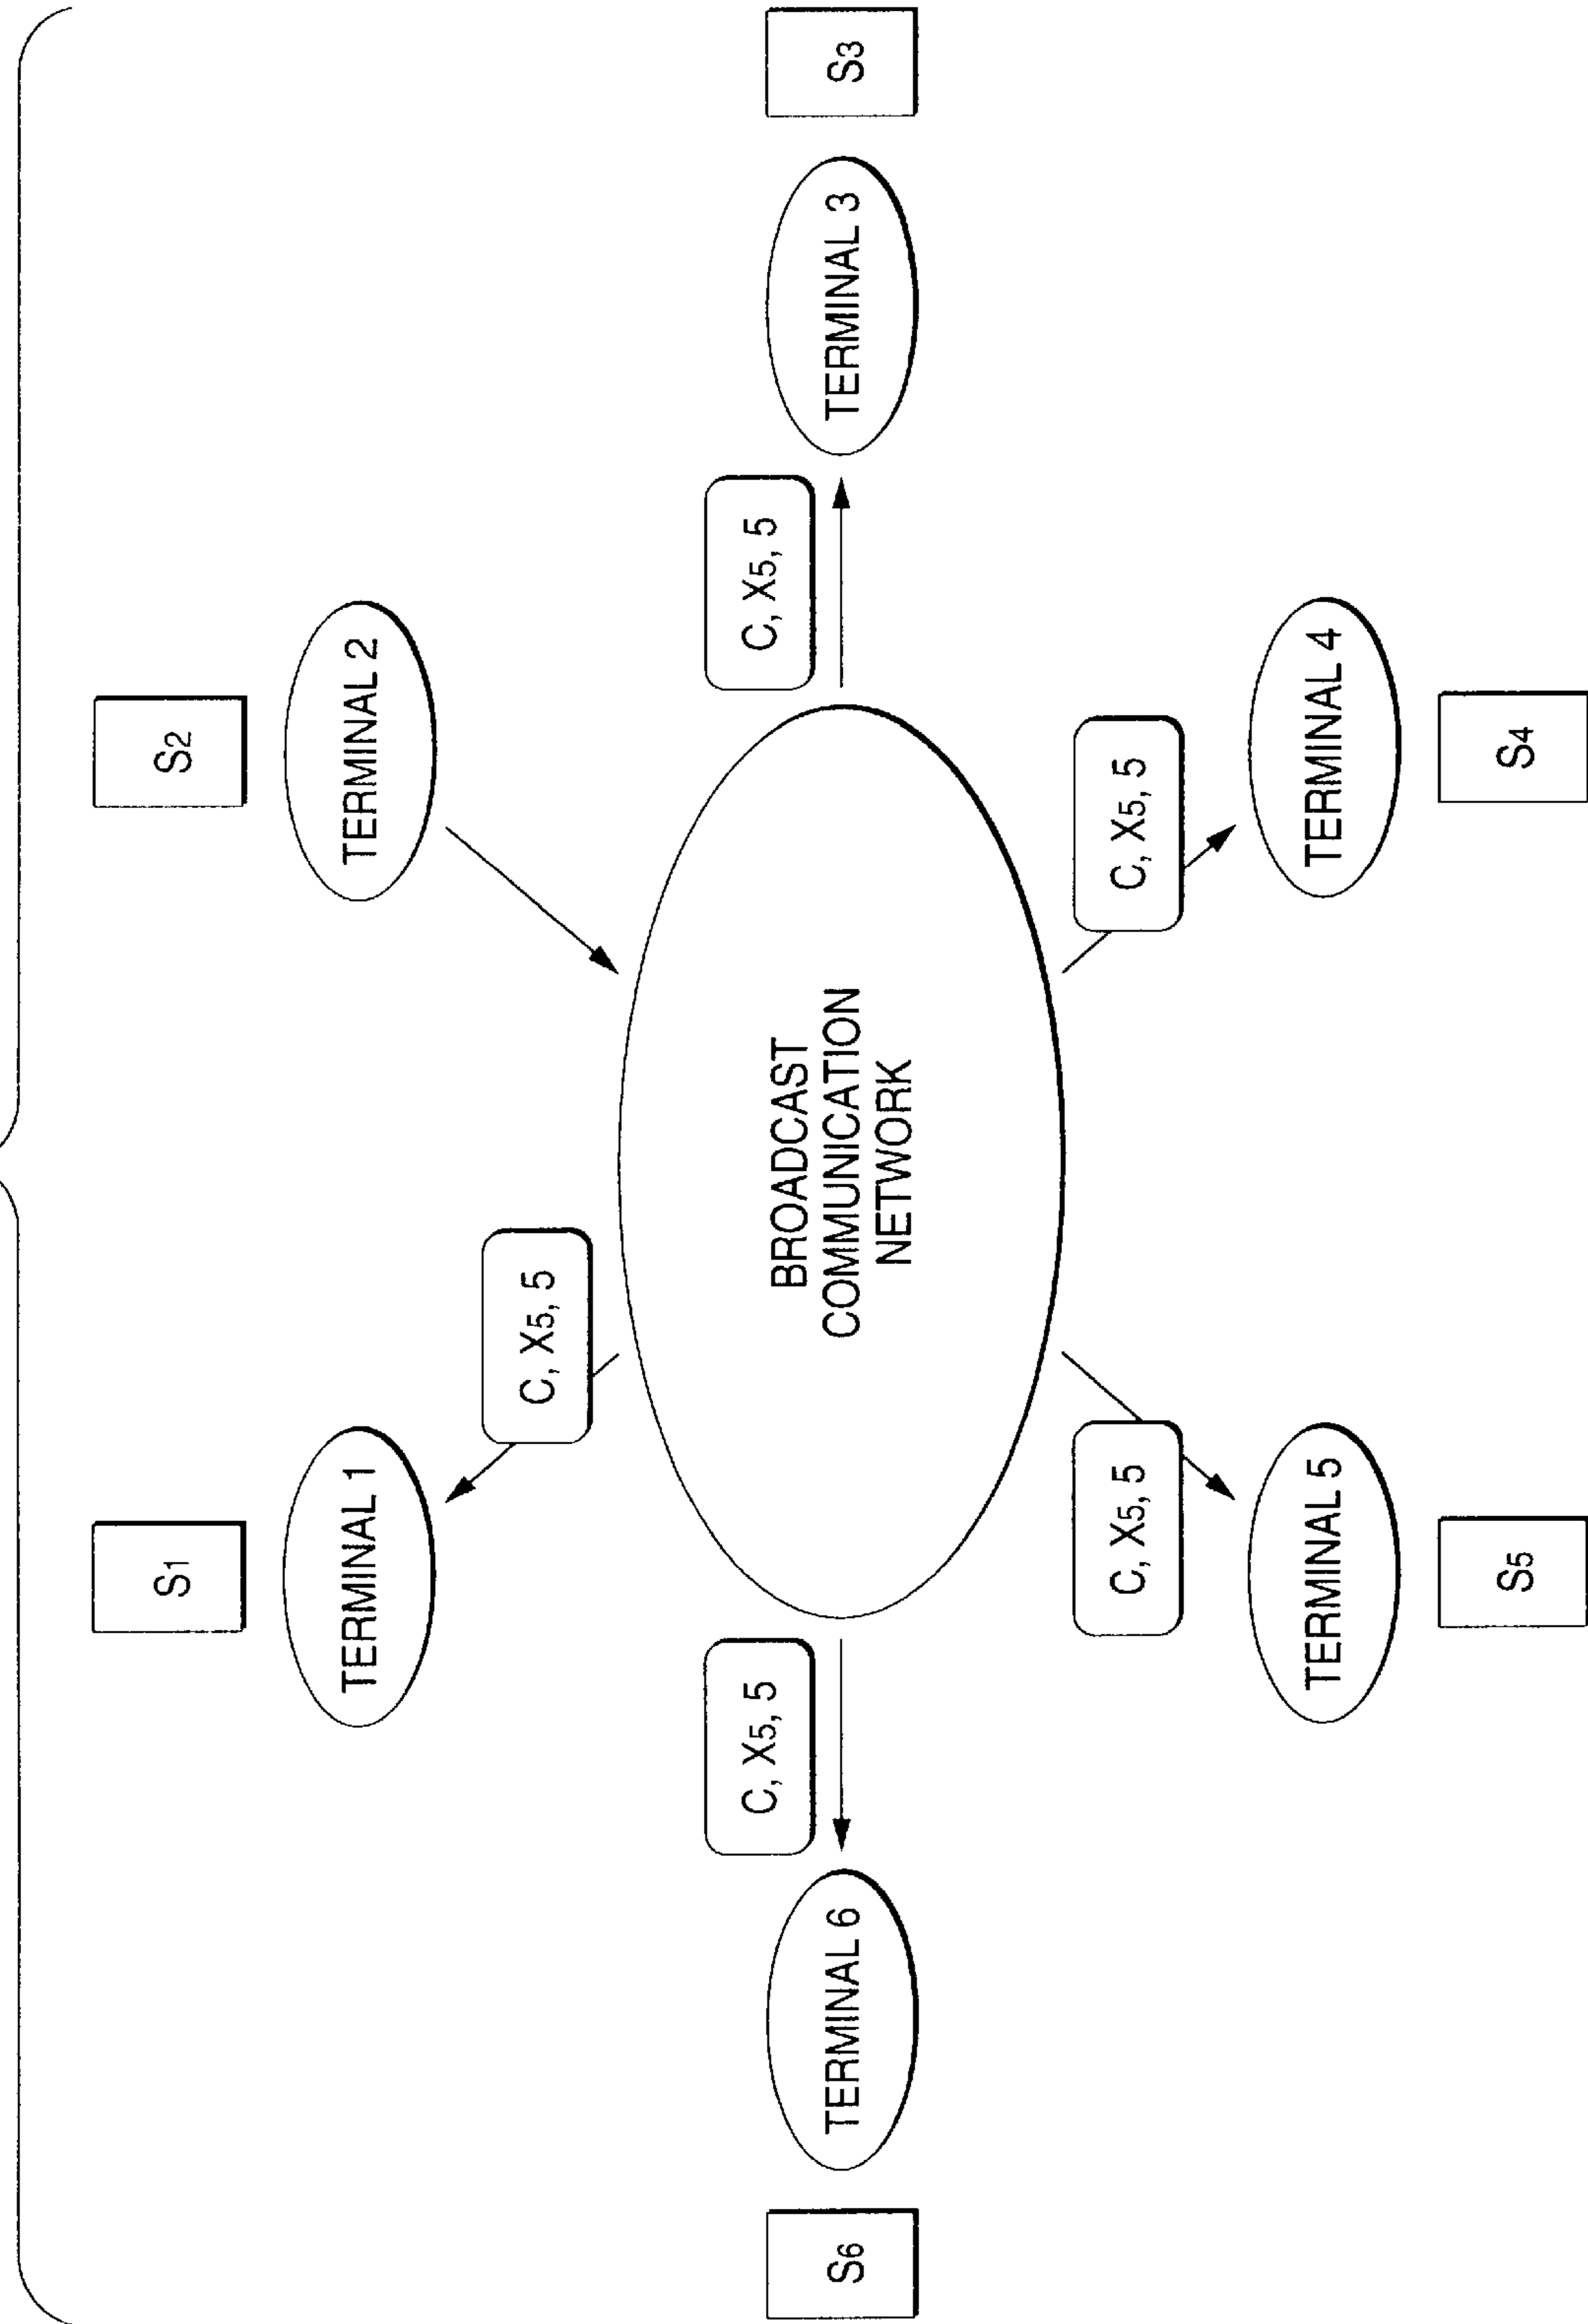 S1
S2
TERMINAL 1
TERMINAL 2
C, X5, 5
C, X5, 5
C, X5, 5
S6
TERMINAL 6
BROADCAST
COMMUNICATION
NETWORK
TERMINAL 3
S3
C, X5, 5
C, X5, 5
TERMINAL 5
TERMINAL 4
S5
S4